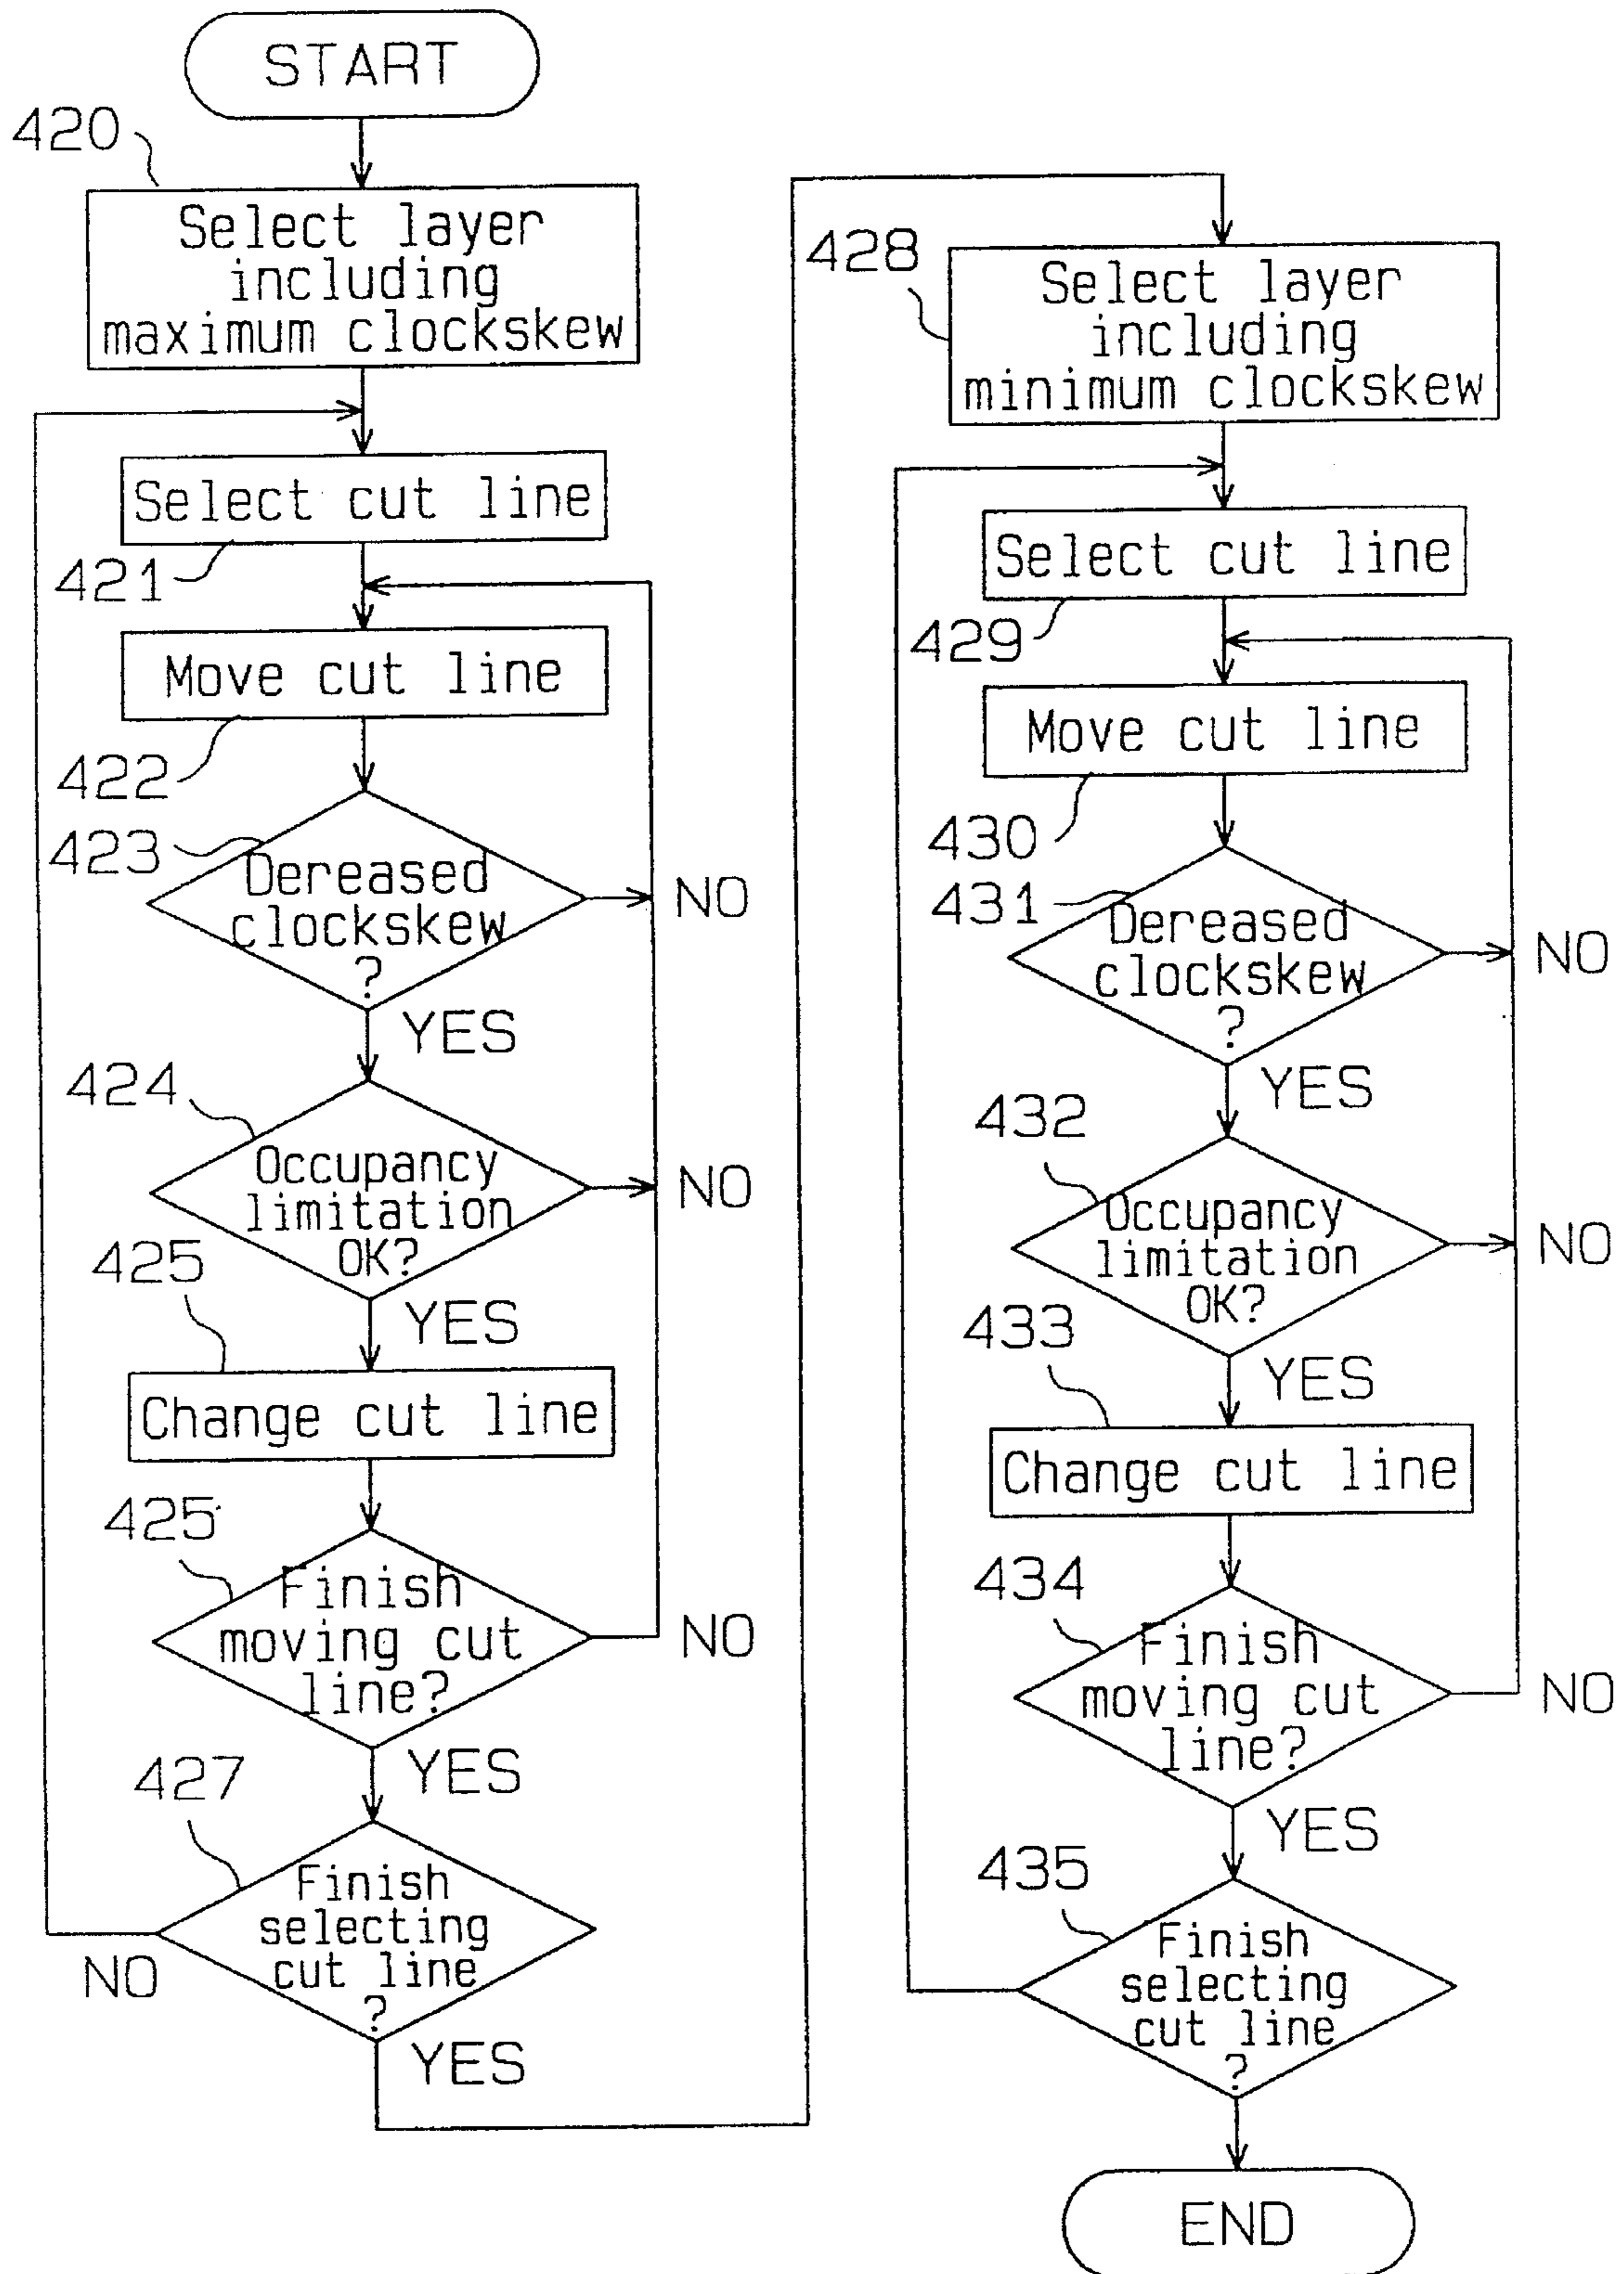 START
420
Select layer
including
maximum clockskew
Select cut line
421
Move cut line
422
423
Dereased
clockskew
?
NO
YES
424
Occupancy
limitation
OK?
NO
YES
425
Change cut line
425
Finish
moving cut
line?
NO
YES
427
Finish
selecting
cut line
?
NO
YES
428
Select layer
including
minimum clockskew
Select cut line
429
Move cut line
430
431
Dereased
clockskew
?
NO
YES
432
Occupancy
limitation
OK?
NO
YES
433
Change cut line
434
Finish
moving cut
line?
NO
YES
435
Finish
selecting
cut line
?
END